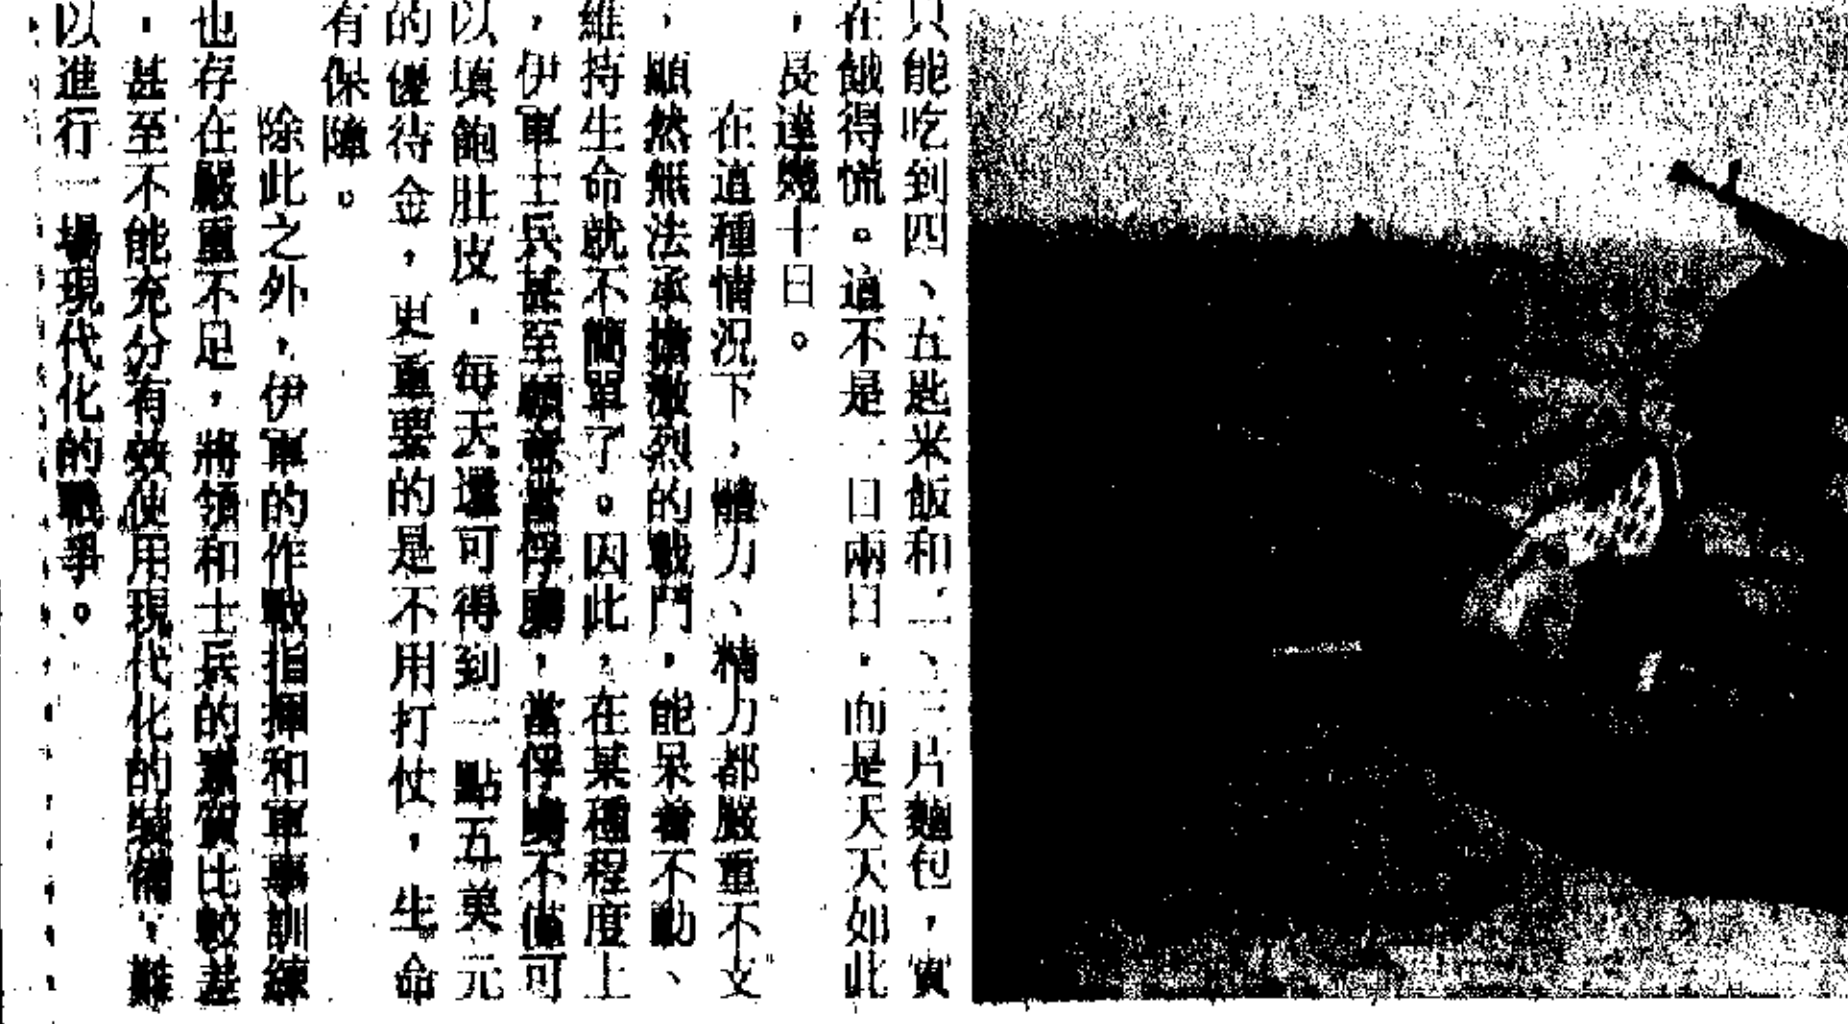 只能吃到四、五匙米飯和二、三片麵包，實
在餓得慌。這不是一日兩日，而是天天如此
，長達幾十日。
在這種情況下，體力、精力都嚴重不支
，顯然無法承擔激烈的戰鬥，能呆着不動、
維持生命就不簡單了。因此，在某種程度上
，伊軍士兵甚至願意當俘虜，當俘虜不僅可
以填飽肚皮，每天還可得到一點五美元
的優待金，更重要的是不用打仗，生命
有保障。
除此之外，伊軍的作戰指揮和軍事訓練
也存在嚴重不足，將領和士兵的素質比較差
，甚至不能充分有效使用現代化的裝備，難
以進行一場現代化的戰爭。